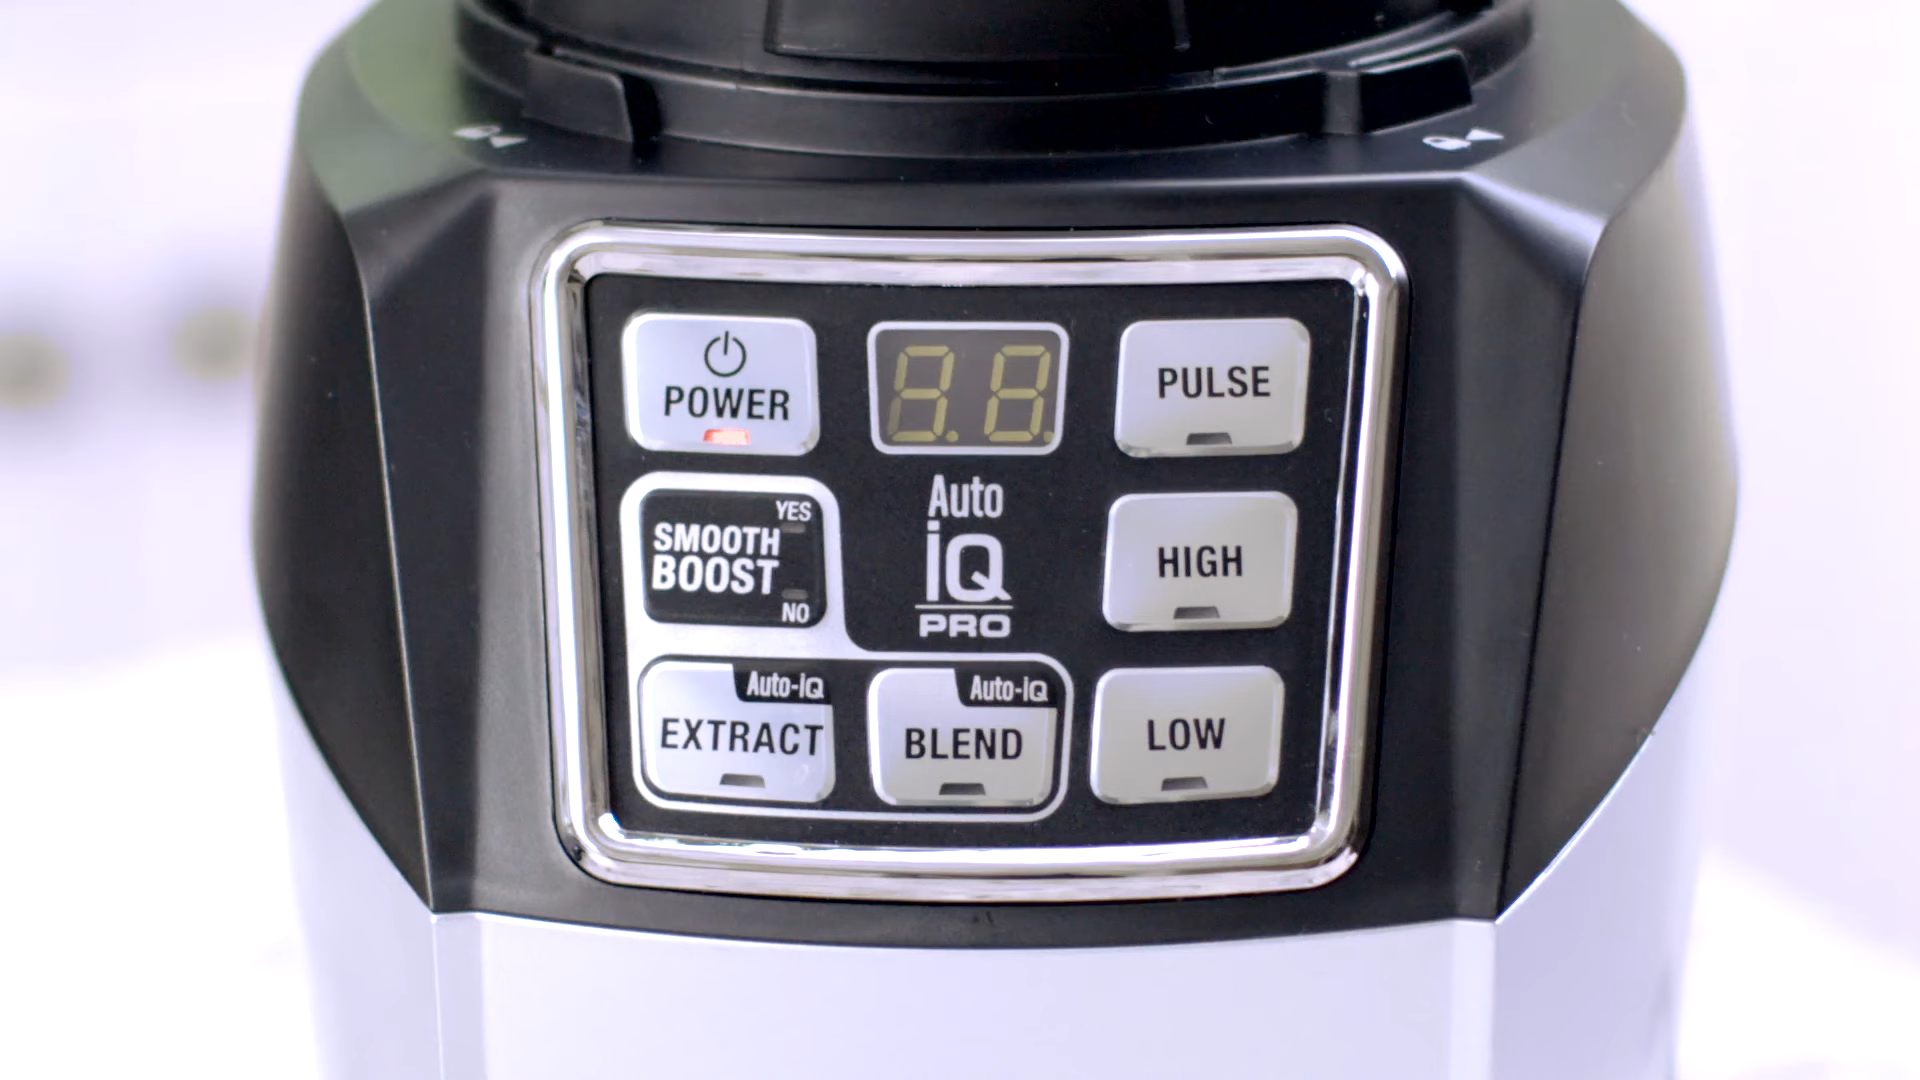 POWER
8.8.
PULSE
YES
SMOOTH
BOOST
NO
Auto
iQ
PRO
HIGH
Auto-iQ
EXTRACT
Auto-iQ
BLEND
LOW